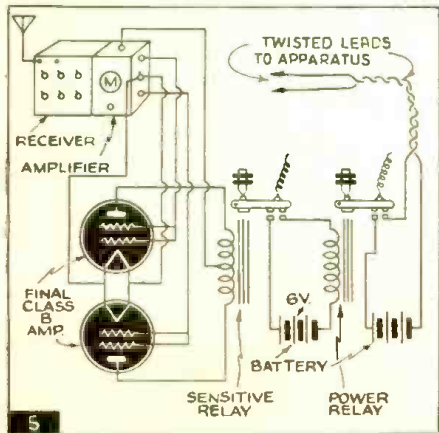 TWISTED LEADS
TO APPARATUS
M
RECEIVER
AMPLIFIER
FINAL
CLASS
B
AMP.
6V.
BATTERY
SENSITIVE
RELAY
POWER
RELAY
5